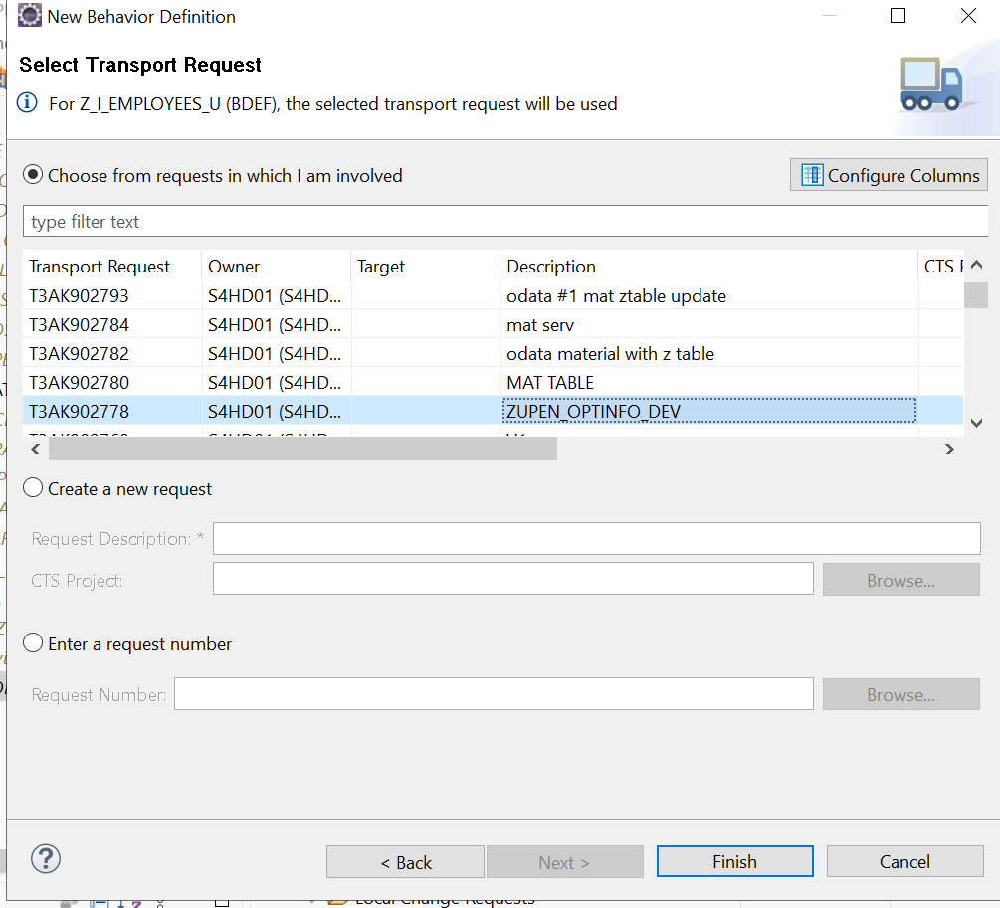 New Behavior Definition
Select Transport Request
For Z_I_EMPLOYEES_U (BDEF), the selected transport request will be used
Choose from requests in which I am involved
Configure Columns
type filter text
Transport Request Owner Target Description CTS
T3AK902793 S4HD01 (S4HD... odata #1 mat ztable update
T3AK902784 S4HD01 (S4HD... mat serv
T3AK902782 S4HD01 (S4HD... odata material with z table
T3AK902780 S4HD01 (S4HD... MAT TABLE
T3AK902778 S4HD01 (S4HD... ZUPEN_OPTINFO_DEV
Create a new request
Request Description: *
CTS Project: Browse...
Enter a request number
Request Number: Browse...
? < Back Next > Finish Cancel
Local Change Requests